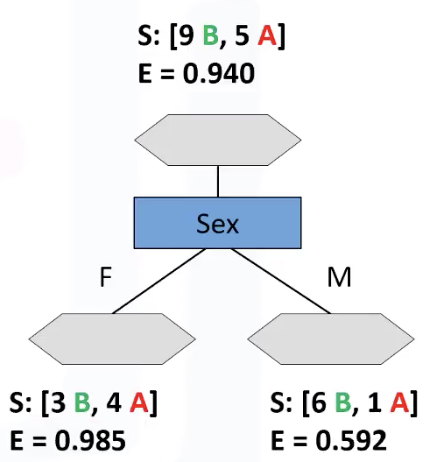 S: [9 B, 5 A]
E = 0.940
Sex
F
M
S: [3 B, 4 A]
E = 0.985
S: [6 B, 1 A]
E = 0.592